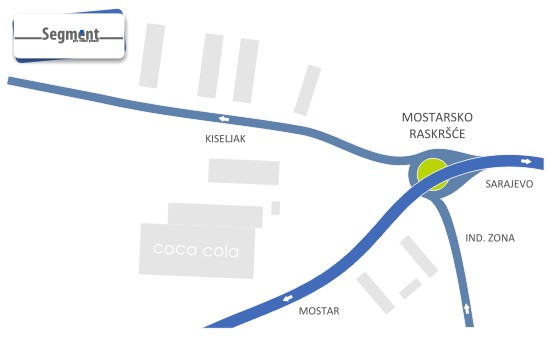 Segment
MOSTARSKO
RASKRŠĆE
KISELJAK
SARAJEVO
coca cola
IND. ZONA
MOSTAR